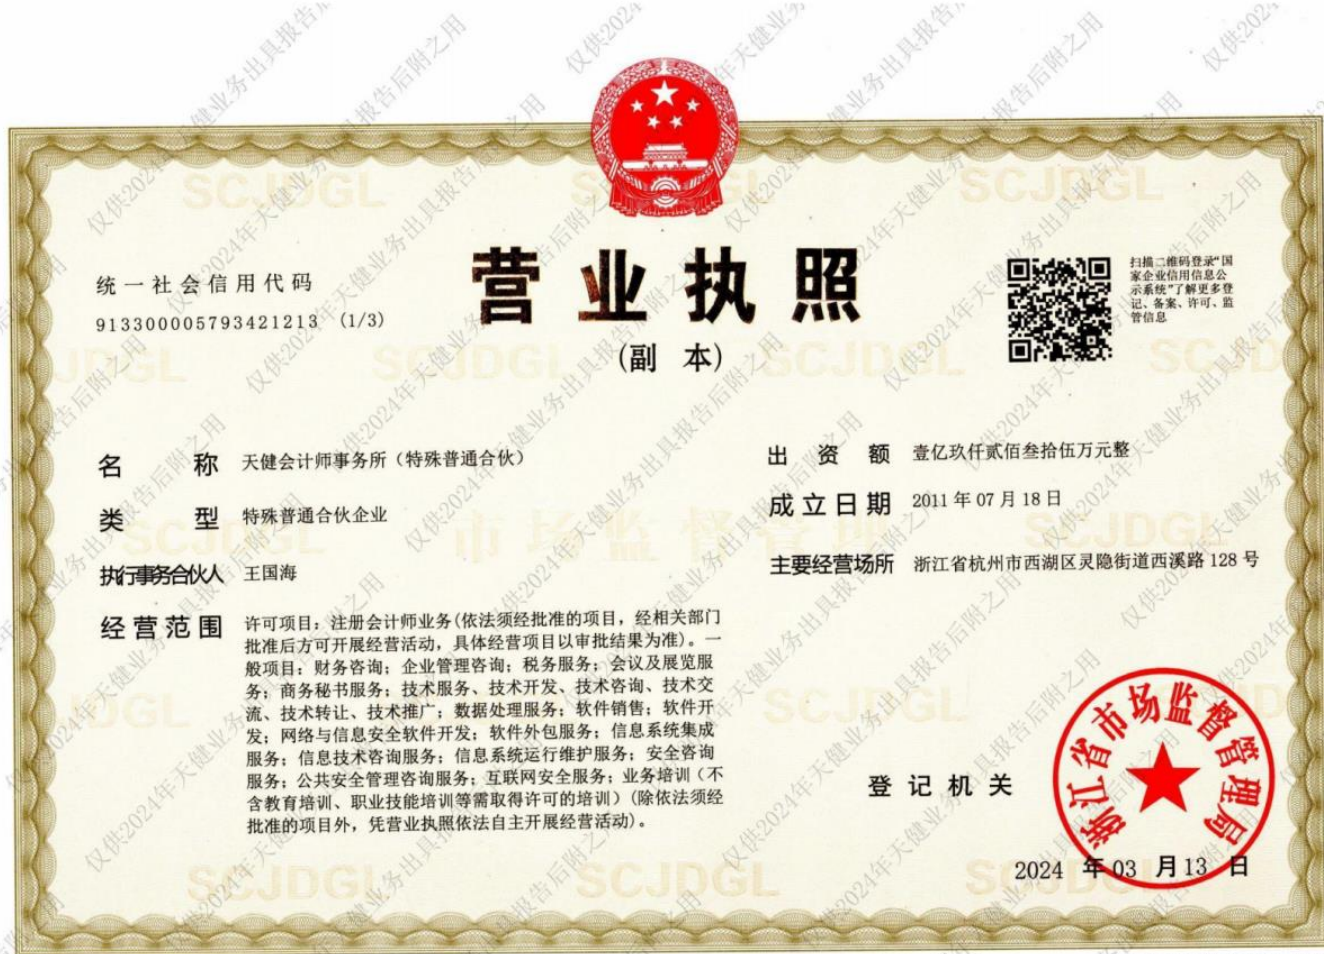 统一社会信用代码
913300005793421213 (1/3)
营业执照
(副 本)
扫描二维码登录“国
家企业信用信息公
示系统”了解更多登
记、备案、许可、监
管信息
名 称 天健会计师事务所（特殊普通合伙）
类 型 特殊普通合伙企业
执行事务合伙人 王国海
经营范围 许可项目：注册会计师业务(依法须经批准的项目，经相关部门
批准后方可开展经营活动，具体经营项目以审批结果为准)。一
般项目：财务咨询；企业管理咨询；税务服务；会议及展览服
务；商务秘书服务；技术服务、技术开发、技术咨询、技术交
流、技术转让、技术推广；数据处理服务；软件销售；软件开
发；网络与信息安全软件开发；软件外包服务；信息系统集成
服务；信息技术咨询服务；信息系统运行维护服务；安全咨询
服务；公共安全管理咨询服务；互联网安全服务；业务培训（不
含教育培训、职业技能培训等需取得许可的培训）(除依法须经
批准的项目外，凭营业执照依法自主开展经营活动)。
出 资 额 壹亿玖仟贰佰叁拾伍万元整
成立日期 2011 年 07 月 18 日
主要经营场所 浙江省杭州市西湖区灵隐街道西溪路 128 号
登记机关
浙江省市场监督管理局
2024 年 03 月 13 日
SCJDGL
市场监督管理
仅供2024年天健业务出具报告后附之用